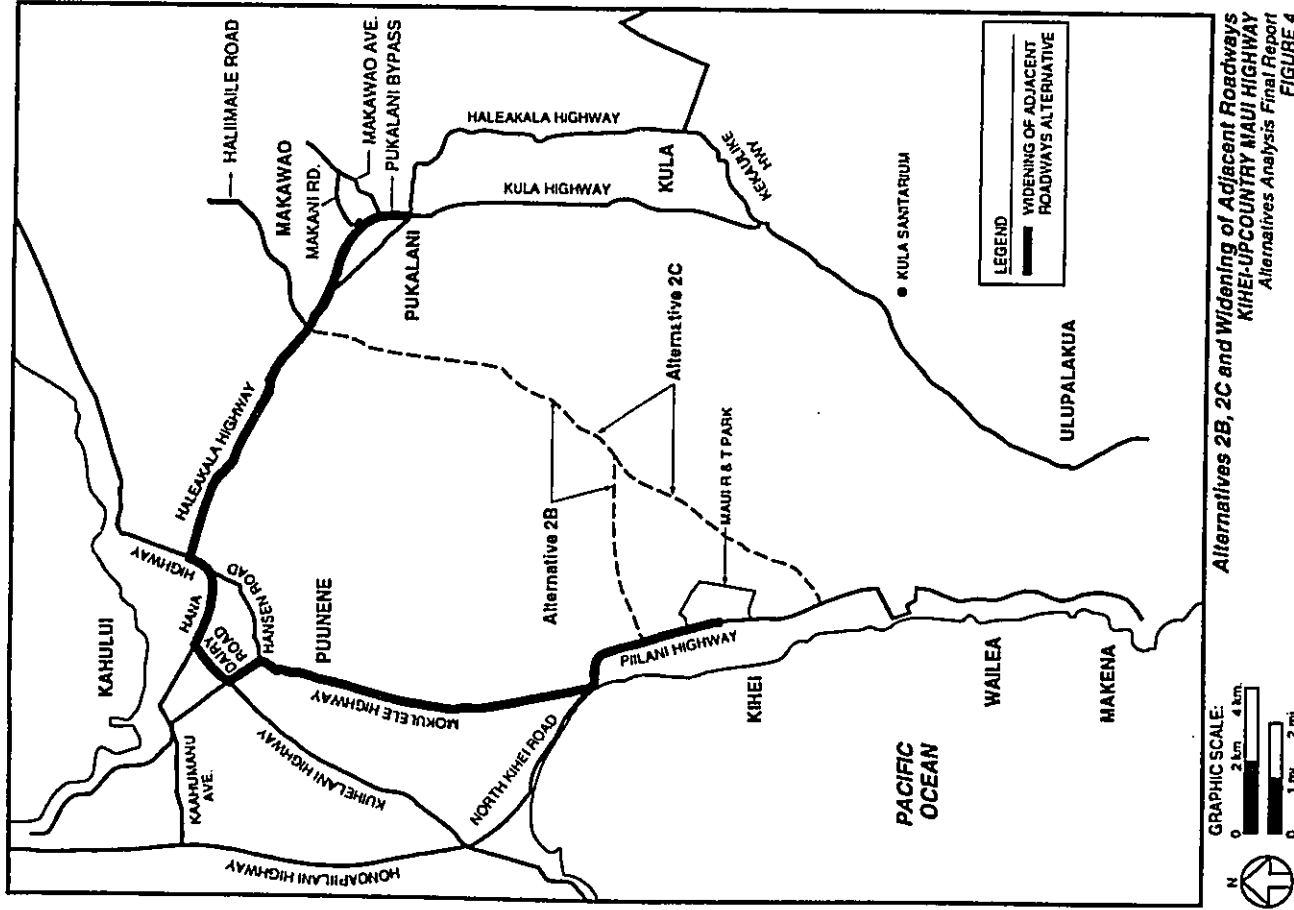 HALIIMAILE ROAD
MAKAWAO
MAKANI RD.
MAKAWAO AVE.
PUKALANI BYPASS
HALEAKALA HIGHWAY
KULA HIGHWAY
KULA
KEKAULIKE
HWY
PUKALANI
KULA SANITARIUM
LEGEND
WIDENING OF ADJACENT
ROADWAYS ALTERNATIVE
HALEAKALA HIGHWAY
KAHULUI
HIGHWAY
HANA
DAIRY
ROAD
HANSEN ROAD
PUUNENE
KAAHUMANU
AVE.
KUIHELANI HIGHWAY
MOKULELE HIGHWAY
HONOAPIILANI HIGHWAY
NORTH KIHEI ROAD
Alternative 2B
Alternative 2C
MAUI R & T PARK
PIILANI HIGHWAY
KIHEI
ULUPALAKUA
WAILEA
MAKENA
PACIFIC
OCEAN
N
GRAPHIC SCALE:
0 2 km 4 km.
0 2 mi
Alternatives 2B, 2C and Widening of Adjacent Roadways
KIHEI-UPCOUNTRY MAUI HIGHWAY
Alternatives Analysis Final Report
FIGURE 4